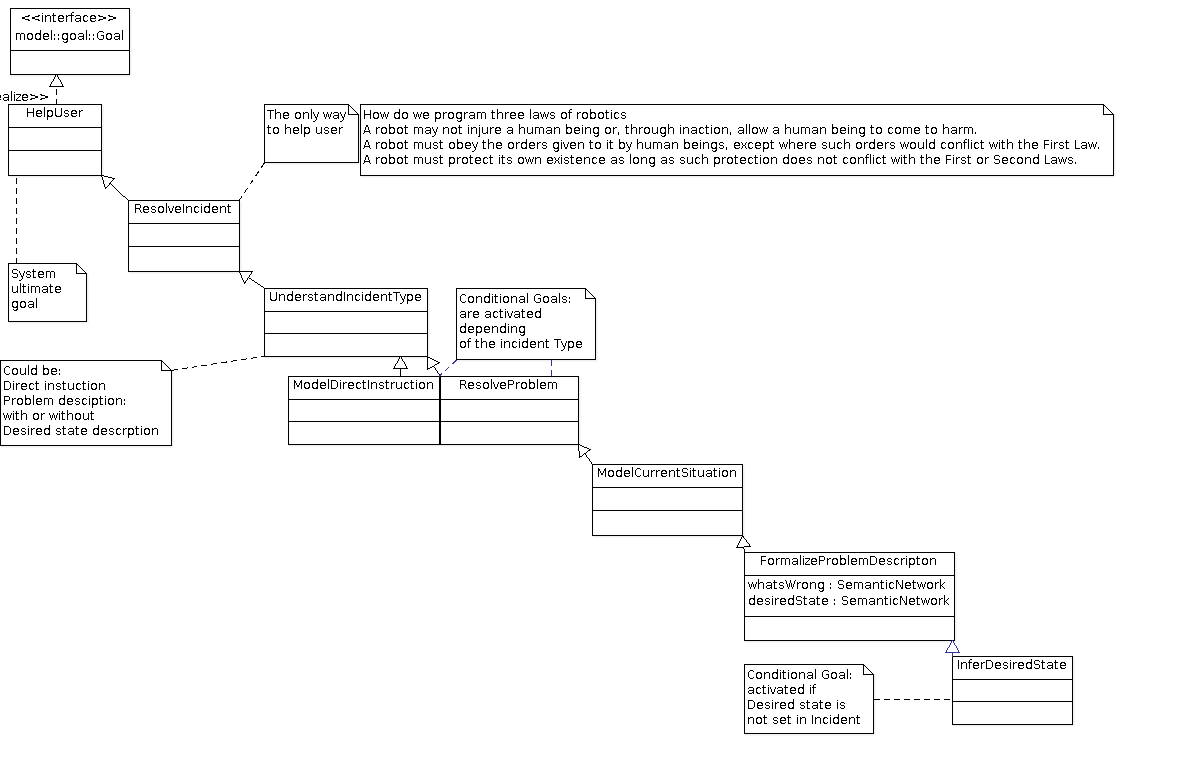 <<interface>>
model::goal::Goal
ealize>>
HelpUser
The only way
to help user
How do we program three laws of robotics
A robot may not injure a human being or, through inaction, allow a human being to come to harm.
A robot must obey the orders given to it by human beings, except where such orders would conflict with the First Law.
A robot must protect its own existence as long as such protection does not conflict with the First or Second Laws.
ResolveIncident
System
ultimate
goal
UnderstandIncidentType
Conditional Goals:
are activated
depending
of the incident Type
Could be:
Direct instuction
Problem desciption:
with or without
Desired state descrption
ModelDirectInstruction
ResolveProblem
ModelCurrentSituation
FormalizeProblemDescripton
whatsWrong : SemanticNetwork
desiredState : SemanticNetwork
InferDesiredState
Conditional Goal:
activated if
Desired state is
not set in Incident